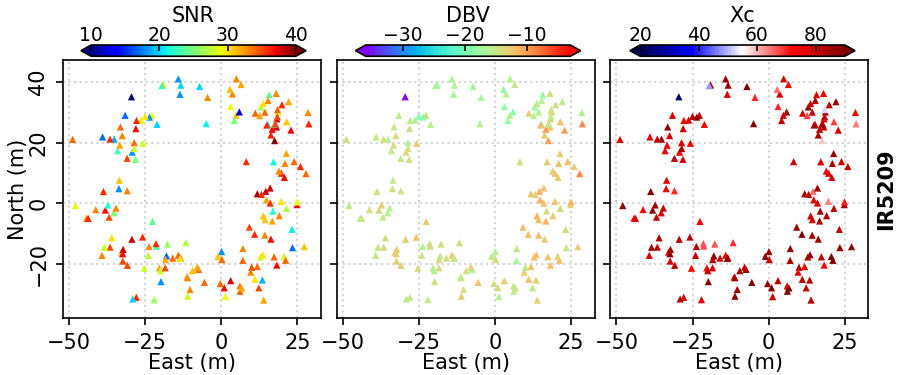 SNR DBV Xc
10 20 30 40 −30 −20 −10 20 40 60 80
40
20
0
−20
North (m)
IR5209
−50 −25 0 25 −50 −25 0 25 −50 −25 0 25
East (m) East (m) East (m)